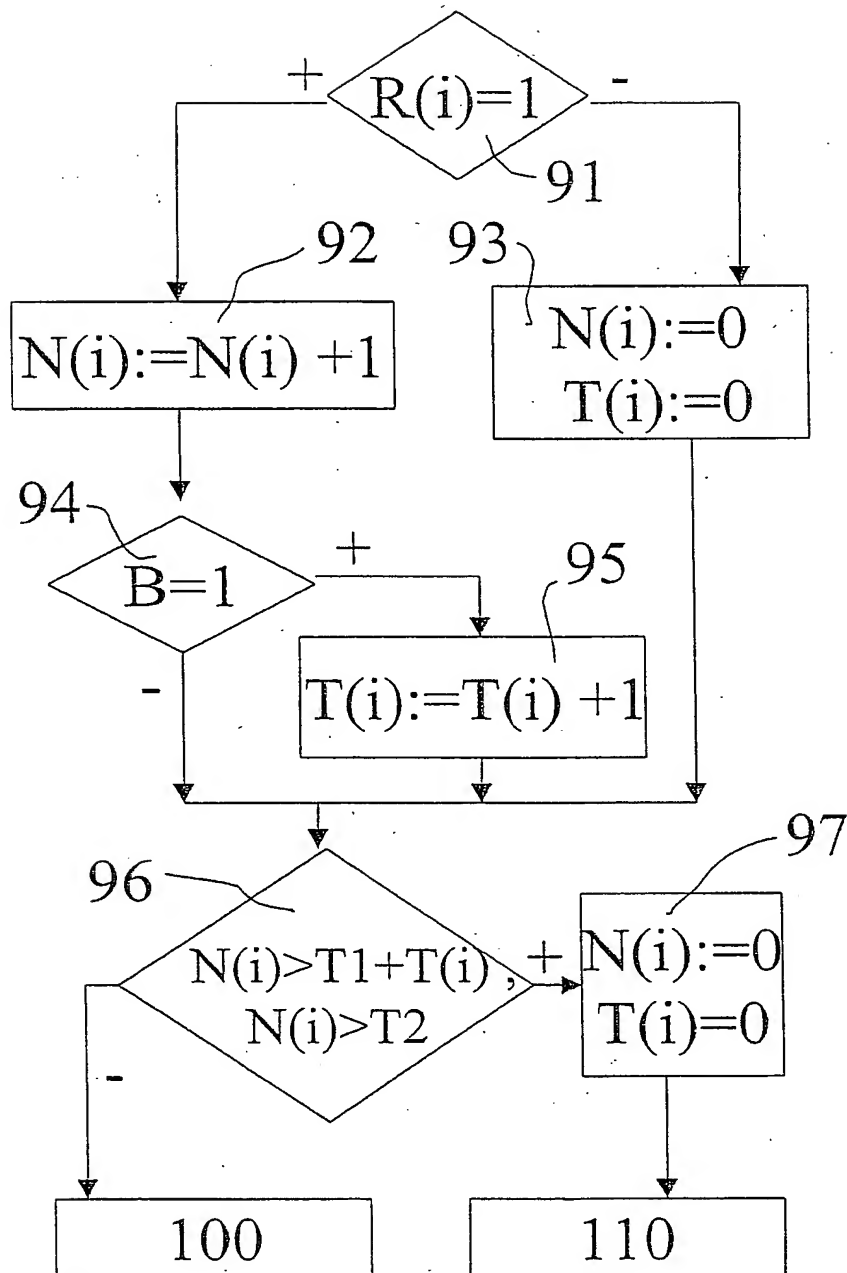 +
R(i)=1
-
91
92
93
N(i):=N(i) +1
N(i):=0
T(i):=0
94
B=1
+
95
-
T(i):=T(i) +1
96
97
N(i)>T1+T(i) ,
N(i)>T2
+
N(i):=0
T(i)=0
-
100
110